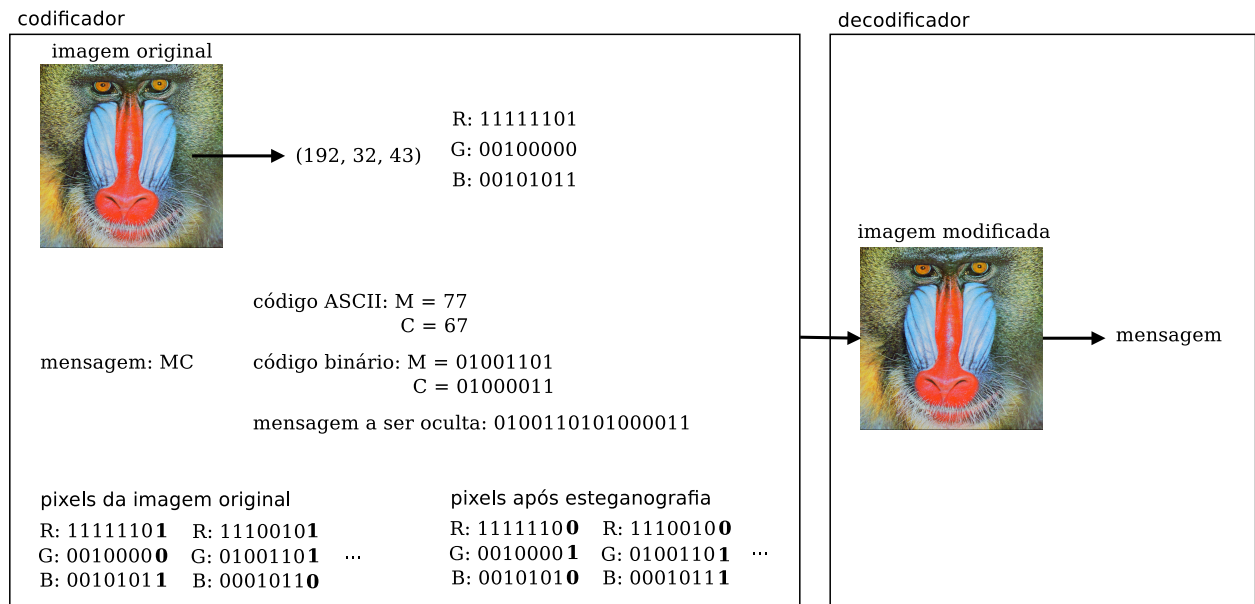 codificador
imagem original
(192, 32, 43)
R: 11111101
G: 00100000
B: 00101011
código ASCII: M = 77
C = 67
mensagem: MC
código binário: M = 01001101
C = 01000011
mensagem a ser oculta: 0100110101000011
pixels da imagem original
R: 11111101 R: 11100101
G: 00100000 G: 01001101 ...
B: 00101011 B: 00010110
pixels após esteganografia
R: 11111100 R: 11100100
G: 00100001 G: 01001101 ...
B: 00101010 B: 00010111
decodificador
imagem modificada
mensagem